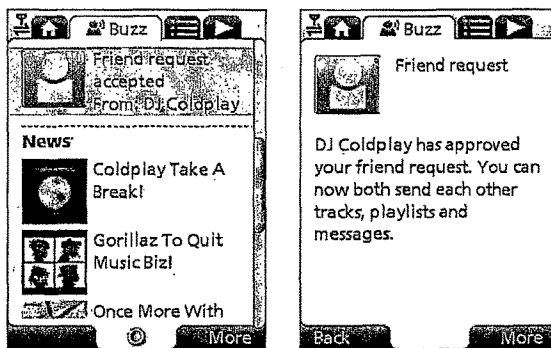 Buzz
Friend request
accepted
From: DJ Coldplay
News
Coldplay Take A
Break!
Gorillaz To Quit
Music Biz!
Once More With
More
Buzz
Friend request
DJ Coldplay has approved
your friend request. You can
now both send each other
tracks, playlists and
messages.
Back
More